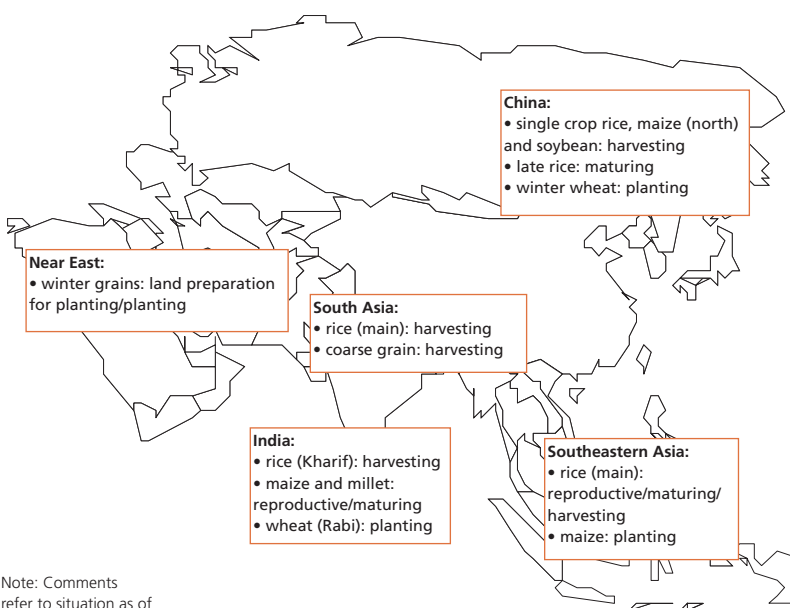 China:
• single crop rice, maize (north)
and soybean: harvesting
• late rice: maturing
• winter wheat: planting
Near East:
• winter grains: land preparation
for planting/planting
South Asia:
• rice (main): harvesting
• coarse grain: harvesting
India:
• rice (Kharif): harvesting
• maize and millet:
reproductive/maturing
• wheat (Rabi): planting
Southeastern Asia:
• rice (main):
reproductive/maturing/
harvesting
• maize: planting
Note: Comments
refer to situation as of